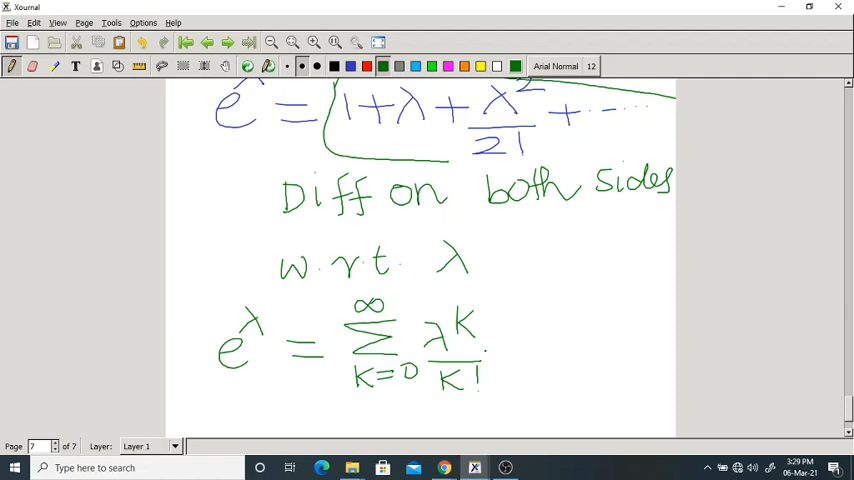 Xournal
File Edit View Page Tools Options Help
Arial Normal 12
e^λ = 1 + λ + λ^2/2! + - - ...
Diff on both sides
w.r.t. λ
e^λ = ∑_{K=0}^{∞} λ^K/K!.
Page 7 of 7 Layer: Layer 1
Type here to search
3:29 PM
06-Mar-21